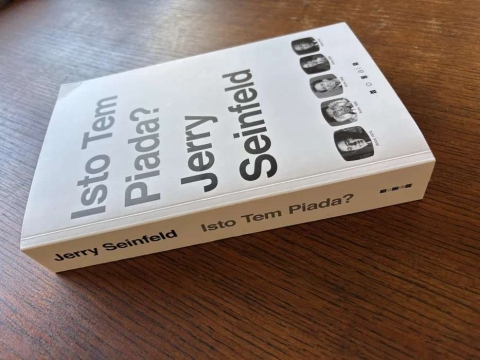 Isto Tem
Piada?
Jerry
Seinfeld
Jerry Seinfeld
Isto Tem Piada?